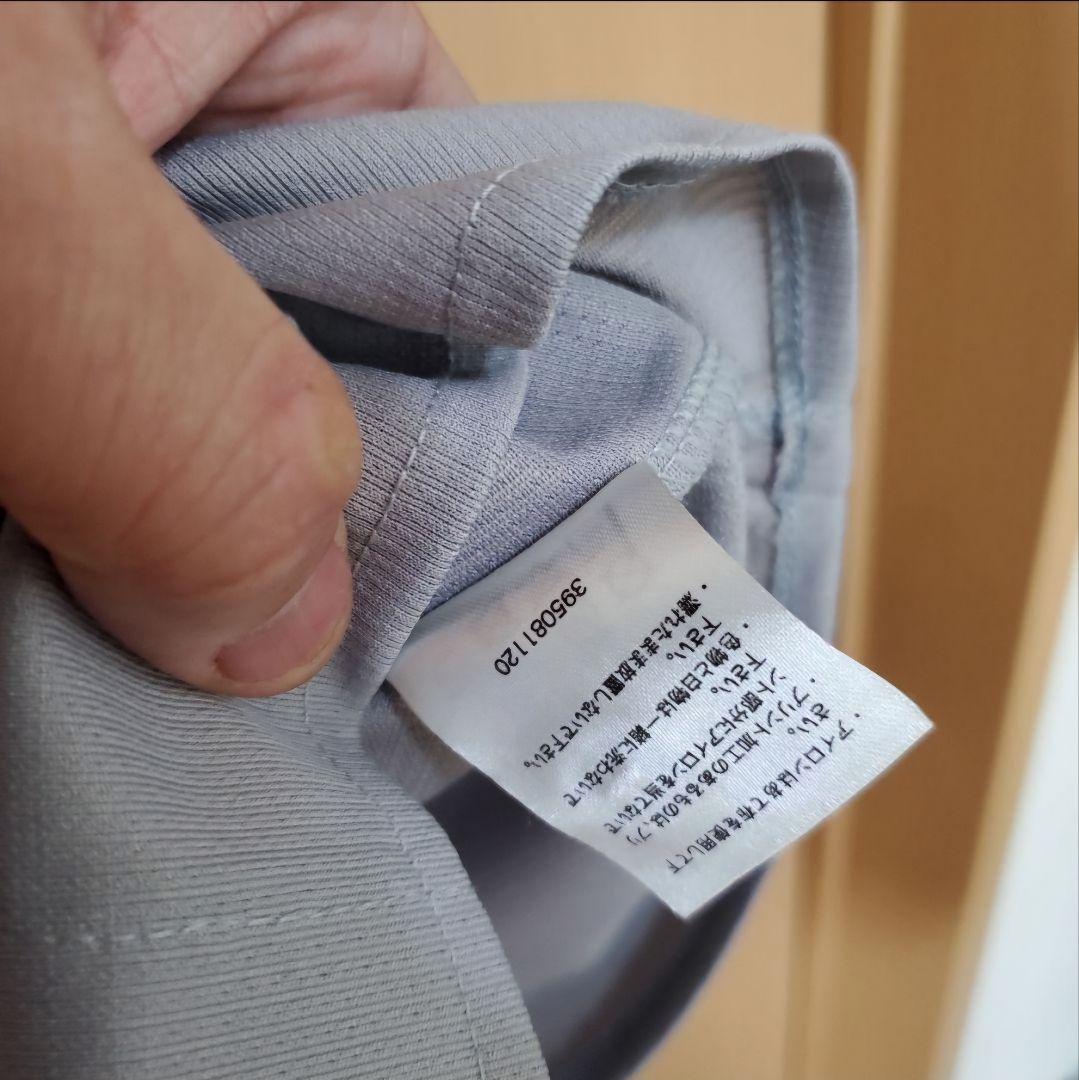 ・アイロンはあて布を使用して下
さい。
・プリント加工のあるものは、プリ
ント部分にアイロンを当てないで
下さい。
・色物と白物は一緒に洗わないで
下さい。
・濡れたまま放置しないで下さい。
395081120